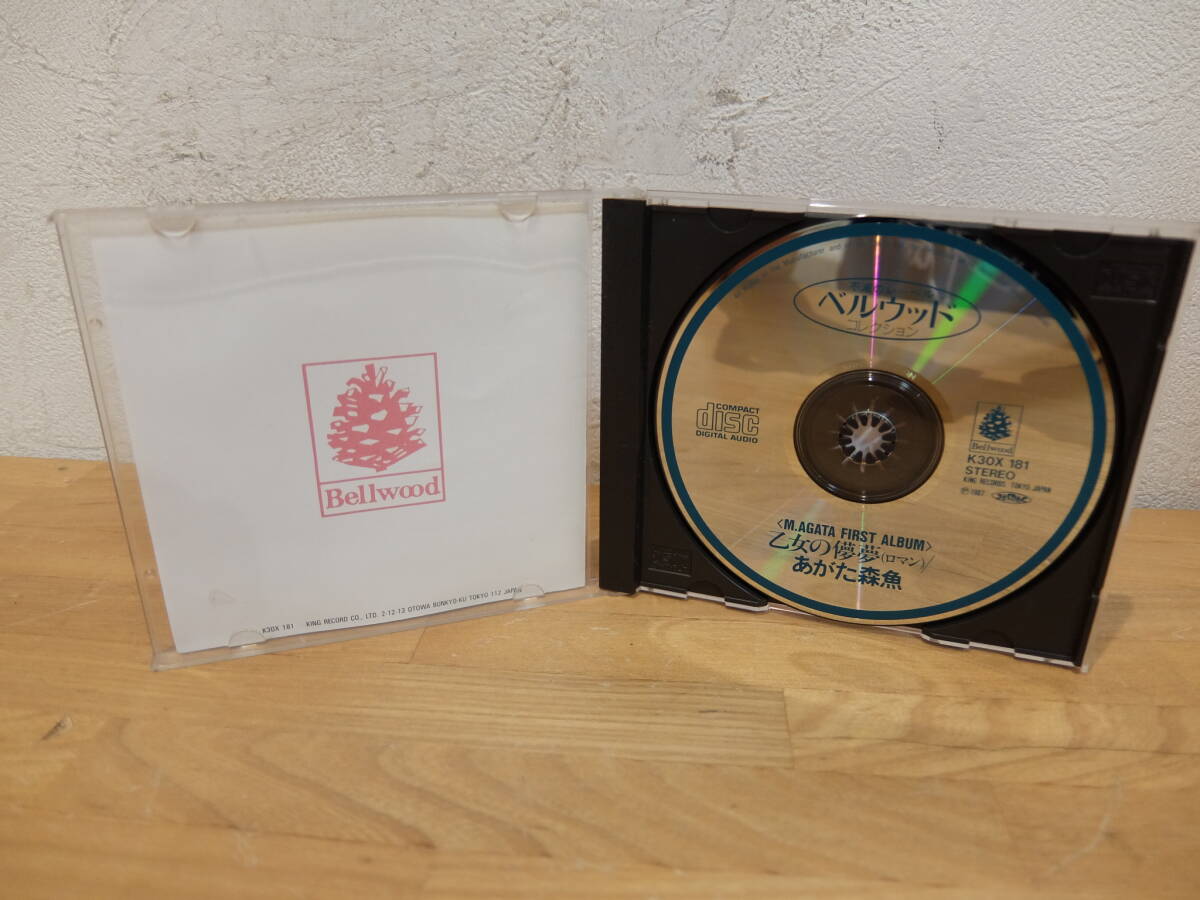 Bellwood
K30X 181 KING RECORD CO., LTD. 2-12-13 OTOWA BUNKYO-KU TOKYO 112 JAPAN
ベルウッド
コレクション
COMPACT
disc
DIGITAL AUDIO
Bellwood
K30X 181
STEREO
KING RECORDS TOKYO JAPAN
Ⓟ1987
〈M.AGATA FIRST ALBUM〉
乙女の儚夢(ロマン)/
あがた森魚